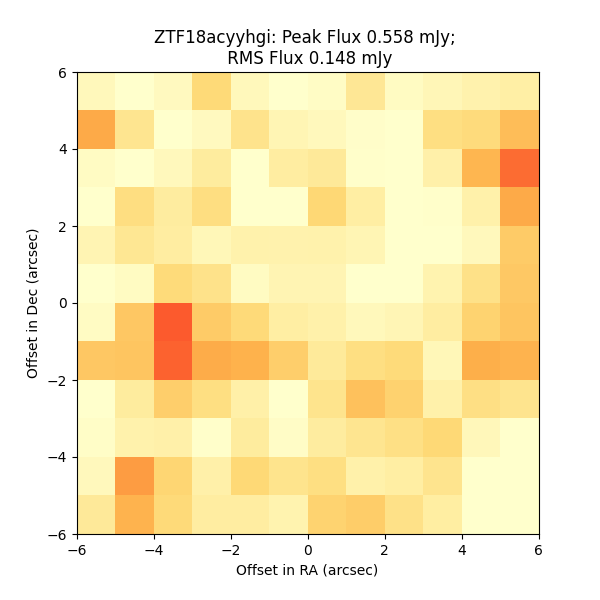 ZTF18acyyhgi: Peak Flux 0.558 mJy;
RMS Flux 0.148 mJy
6
4
2
0
−2
−4
−6
Offset in Dec (arcsec)
−6 −4 −2 0 2 4 6
Offset in RA (arcsec)